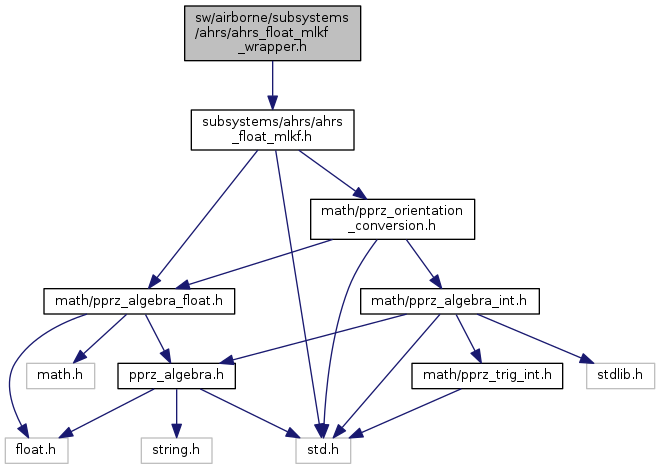 sw/airborne/subsystems
/ahrs/ahrs_float_mlkf
_wrapper.h
subsystems/ahrs/ahrs
_float_mlkf.h
math/pprz_orientation
_conversion.h
math/pprz_algebra_float.h
math/pprz_algebra_int.h
math.h
pprz_algebra.h
math/pprz_trig_int.h
stdlib.h
float.h
string.h
std.h